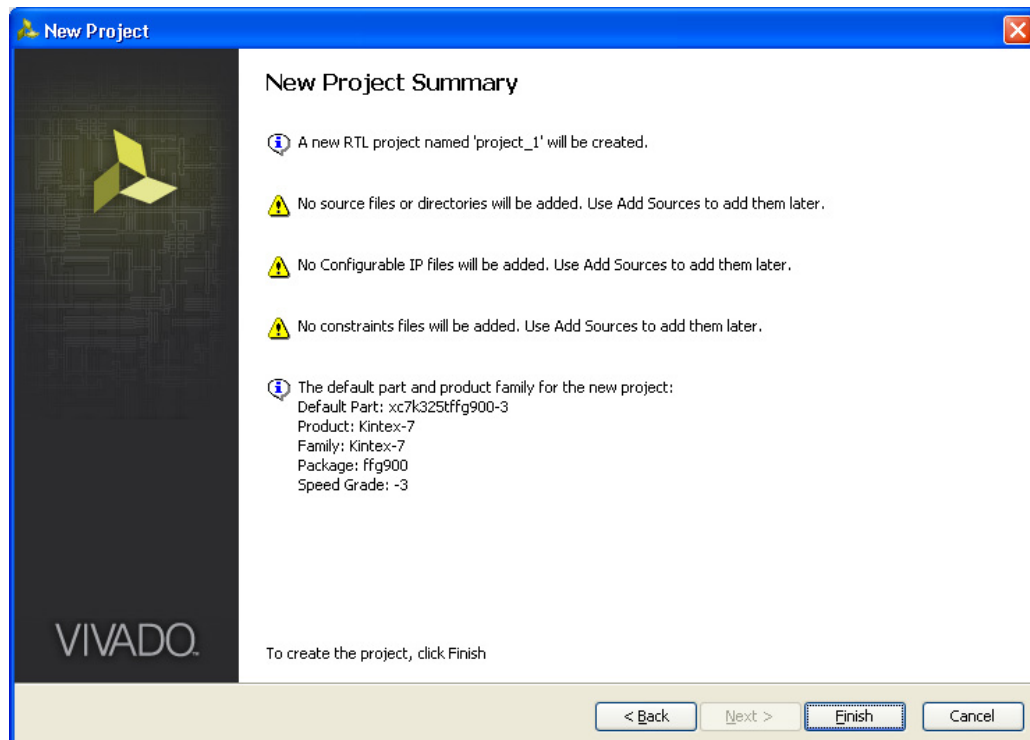 New Project
New Project Summary
A new RTL project named 'project_1' will be created.
No source files or directories will be added. Use Add Sources to add them later.
No Configurable IP files will be added. Use Add Sources to add them later.
No constraints files will be added. Use Add Sources to add them later.
The default part and product family for the new project:
Default Part: xc7k325tffg900-3
Product: Kintex-7
Family: Kintex-7
Package: ffg900
Speed Grade: -3
VIVADO
To create the project, click Finish
< Back Next > Finish Cancel